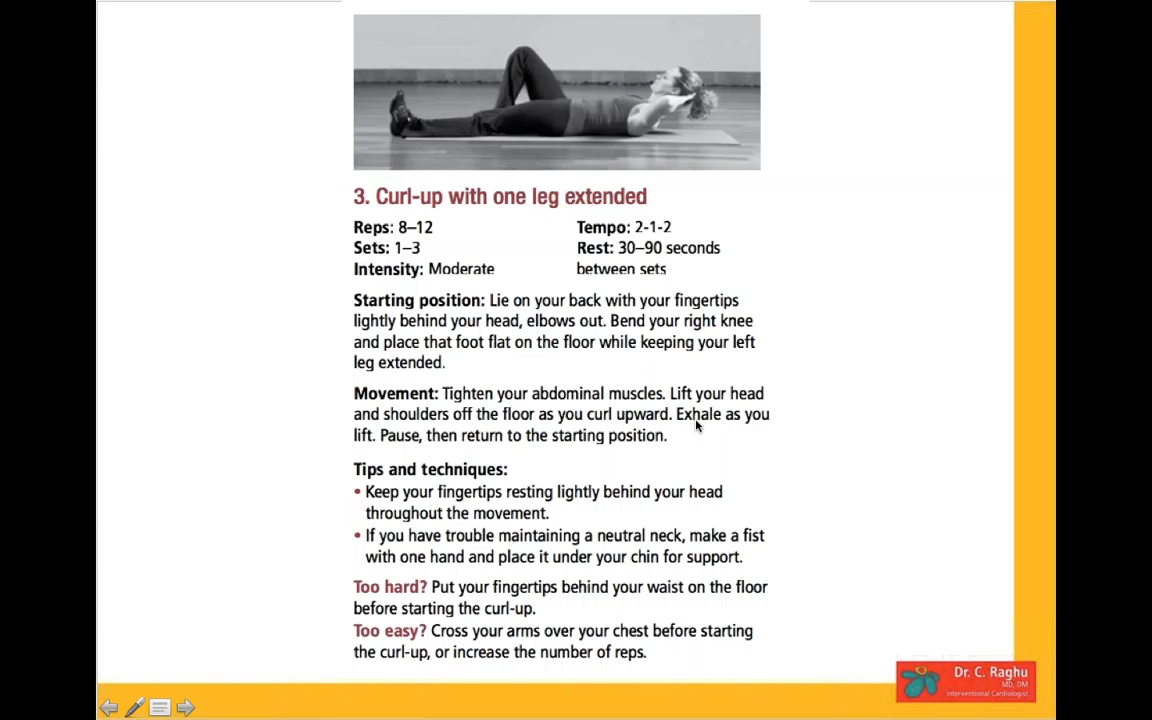 3. Curl-up with one leg extended
Reps: 8–12
Sets: 1–3
Intensity: Moderate
Tempo: 2-1-2
Rest: 30–90 seconds
between sets
Starting position: Lie on your back with your fingertips
lightly behind your head, elbows out. Bend your right knee
and place that foot flat on the floor while keeping your left
leg extended.
Movement: Tighten your abdominal muscles. Lift your head
and shoulders off the floor as you curl upward. Exhale as you
lift. Pause, then return to the starting position.
Tips and techniques:
• Keep your fingertips resting lightly behind your head
throughout the movement.
• If you have trouble maintaining a neutral neck, make a fist
with one hand and place it under your chin for support.
Too hard? Put your fingertips behind your waist on the floor
before starting the curl-up.
Too easy? Cross your arms over your chest before starting
the curl-up, or increase the number of reps.
Dr. C. Raghu
MD, DM
Interventional Cardiologist